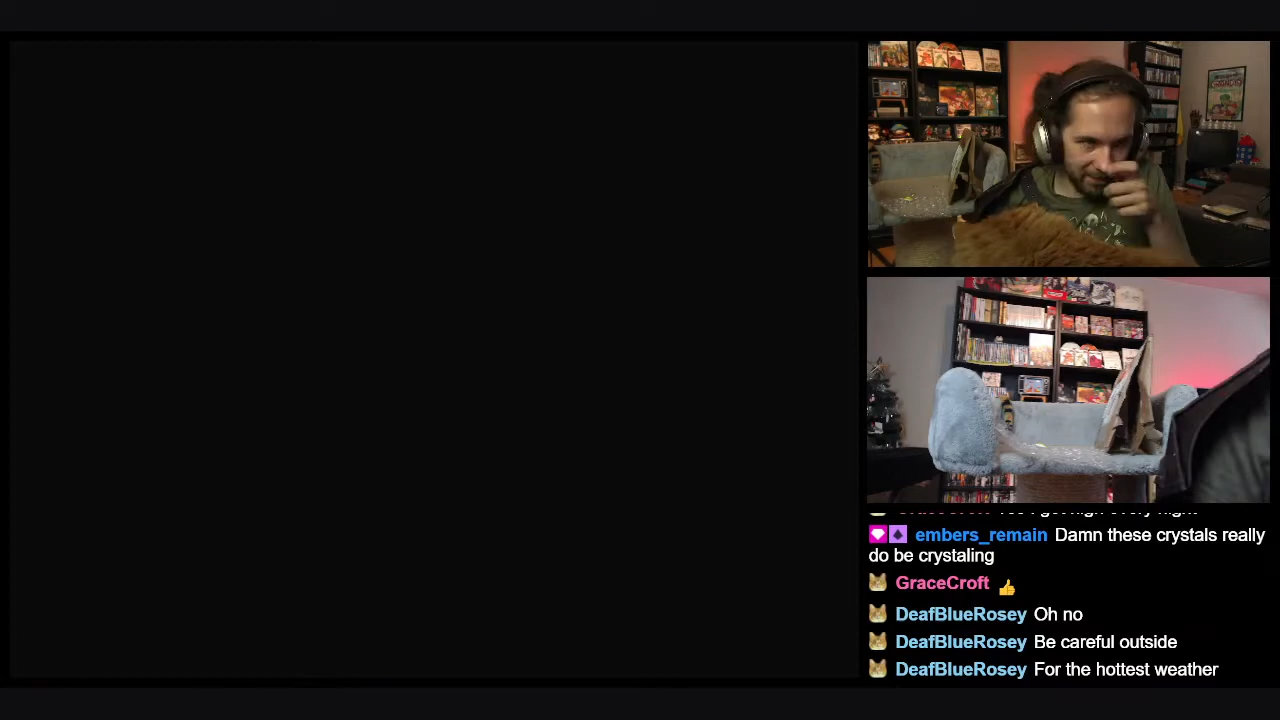 embers_remain Damn these crystals really
do be crystaling
GraceCroft 👍
DeafBlueRosey Oh no
DeafBlueRosey Be careful outside
DeafBlueRosey For the hottest weather